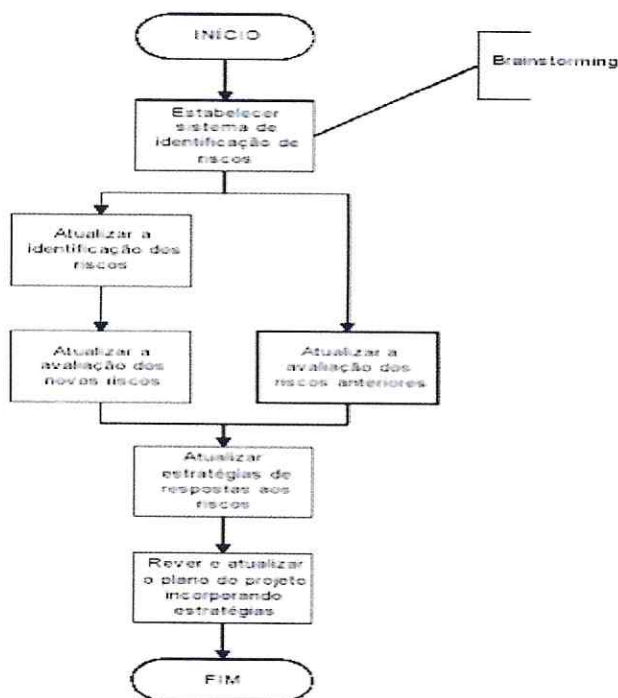 INÍCIO
Brainstorming
Estabelecer
sistema de
identificação de
riscos
Atualizar a
identificação dos
riscos
Atualizar a
avaliação dos
novos riscos
Atualizar a
avaliação dos
riscos anteriores
Atualizar
estratégias de
respostas aos
riscos
Rever e atualizar
o plano do projeto
incorporando
estratégias
FIM